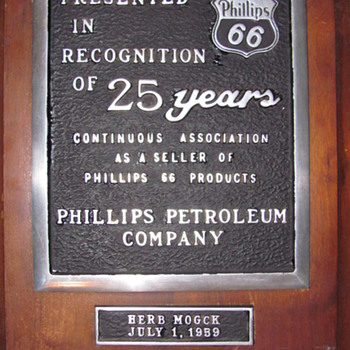 PRESENTED
Phillips
66
IN
RECOGNITION
OF 25 years
CONTINUOUS ASSOCIATION
AS A SELLER OF
PHILLIPS 66 PRODUCTS
PHILLIPS PETROLEUM
COMPANY
HERB MOGCK
JULY 1, 1989